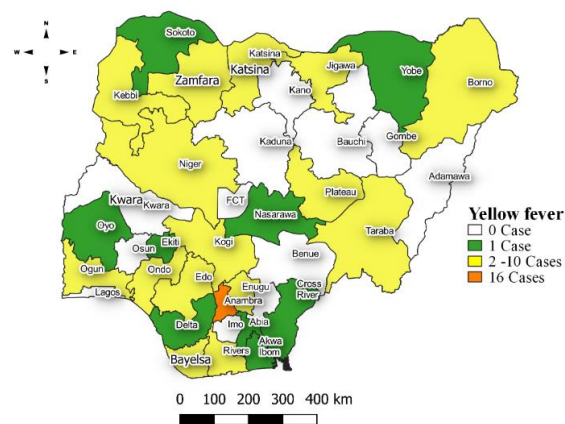 N
W E
S
Sokoto
Katsina
Katsina
Jigawa
Yobe
Borno
Zamfara
Kebbi
Kano
Gombe
Kaduna
Bauchi
Niger
Adamawa
Plateau
Kwara
Kwara
FCT
Nasarawa
Taraba
Oyo
Osun
Ekiti
Kogi
Benue
Ogun
Ondo
Edo
Enugu
Cross
River
Lagos
Anambra
Delta
Imo
Abia
Akwa
Ibom
Bayelsa
Rivers
Yellow fever
0 Case
1 Case
2 -10 Cases
16 Cases
0 100 200 300 400 km